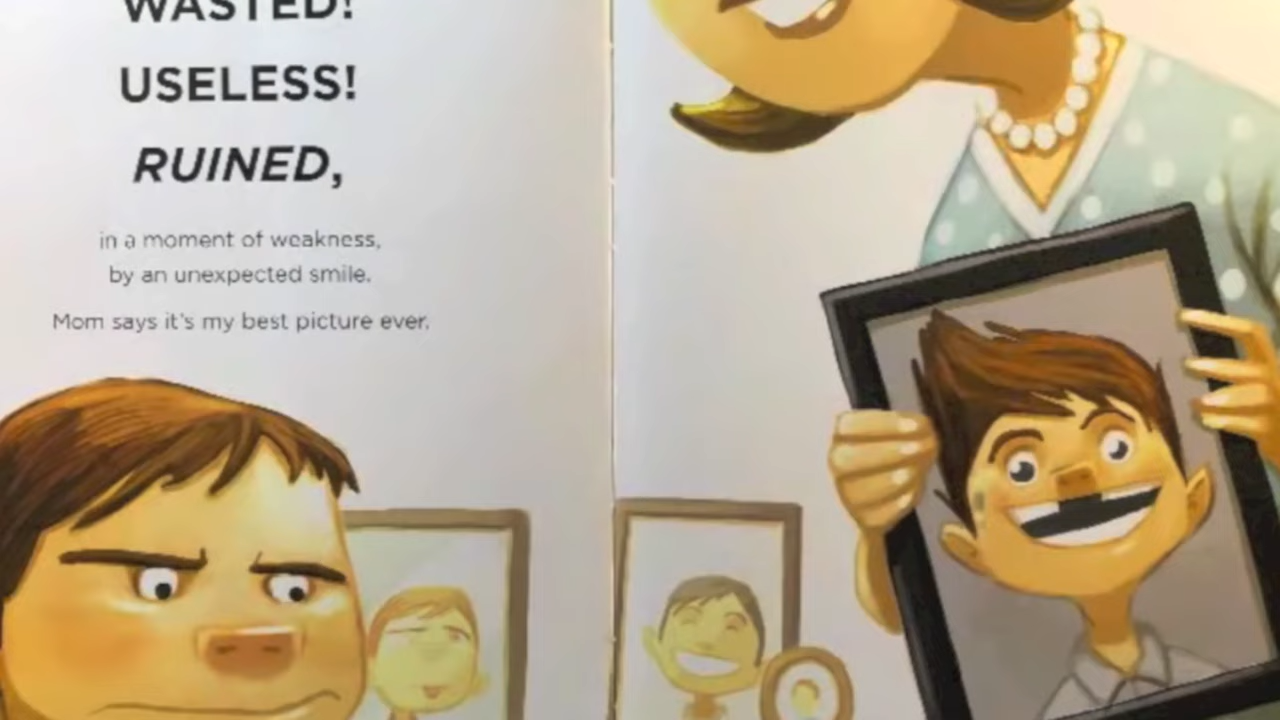 WASTED!
USELESS!
RUINED,
in a moment of weakness,
by an unexpected smile.
Mom says it's my best picture ever.